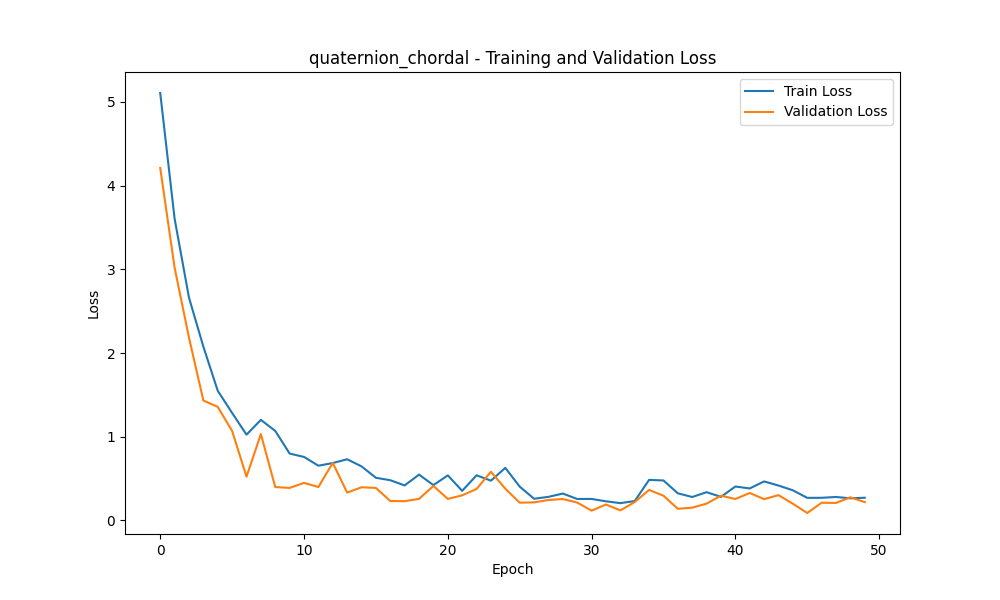 quaternion_chordal - Training and Validation Loss
Train Loss
Validation Loss
5
4
3
2
1
0
Loss
0 10 20 30 40 50
Epoch